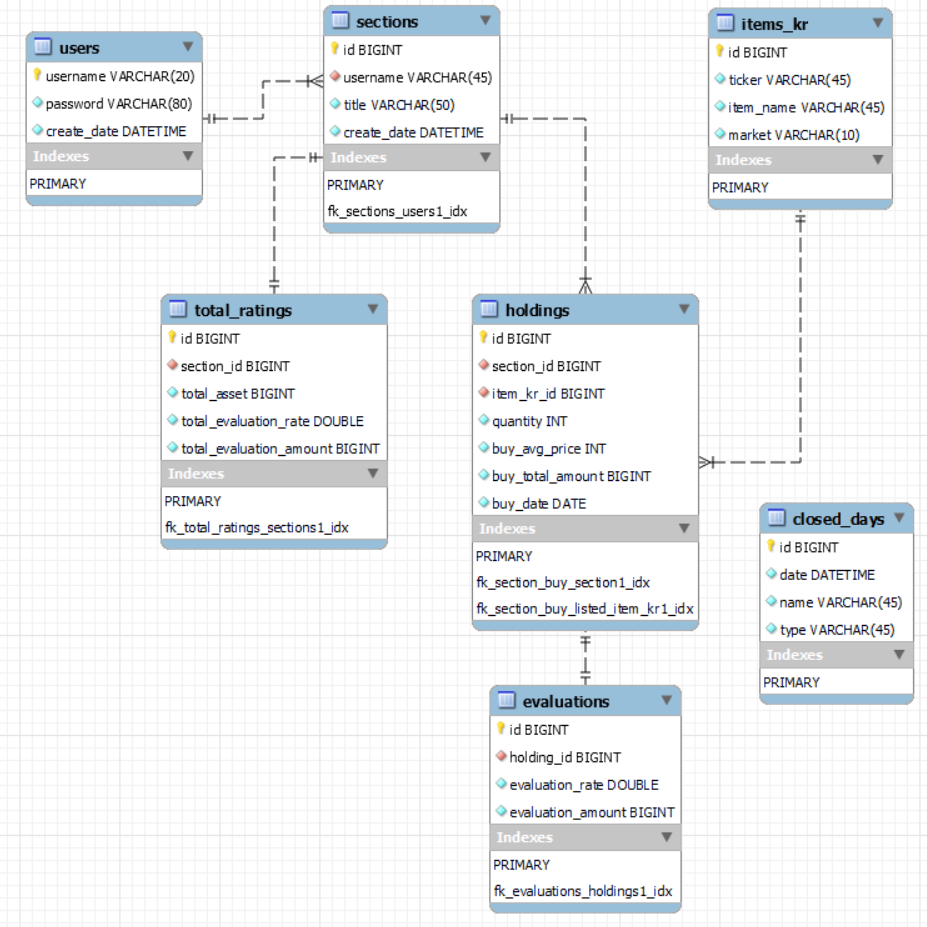 users
username VARCHAR(20)
password VARCHAR(80)
create_date DATETIME
Indexes
PRIMARY
sections
id BIGINT
username VARCHAR(45)
title VARCHAR(50)
create_date DATETIME
Indexes
PRIMARY
fk_sections_users1_idx
items_kr
id BIGINT
ticker VARCHAR(45)
item_name VARCHAR(45)
market VARCHAR(10)
Indexes
PRIMARY
total_ratings
id BIGINT
section_id BIGINT
total_asset BIGINT
total_evaluation_rate DOUBLE
total_evaluation_amount BIGINT
Indexes
PRIMARY
fk_total_ratings_sections1_idx
holdings
id BIGINT
section_id BIGINT
item_kr_id BIGINT
quantity INT
buy_avg_price INT
buy_total_amount BIGINT
buy_date DATE
Indexes
PRIMARY
fk_section_buy_section1_idx
fk_section_buy_listed_item_kr1_idx
closed_days
id BIGINT
date DATETIME
name VARCHAR(45)
type VARCHAR(45)
Indexes
PRIMARY
evaluations
id BIGINT
holding_id BIGINT
evaluation_rate DOUBLE
evaluation_amount BIGINT
Indexes
PRIMARY
fk_evaluations_holdings1_idx